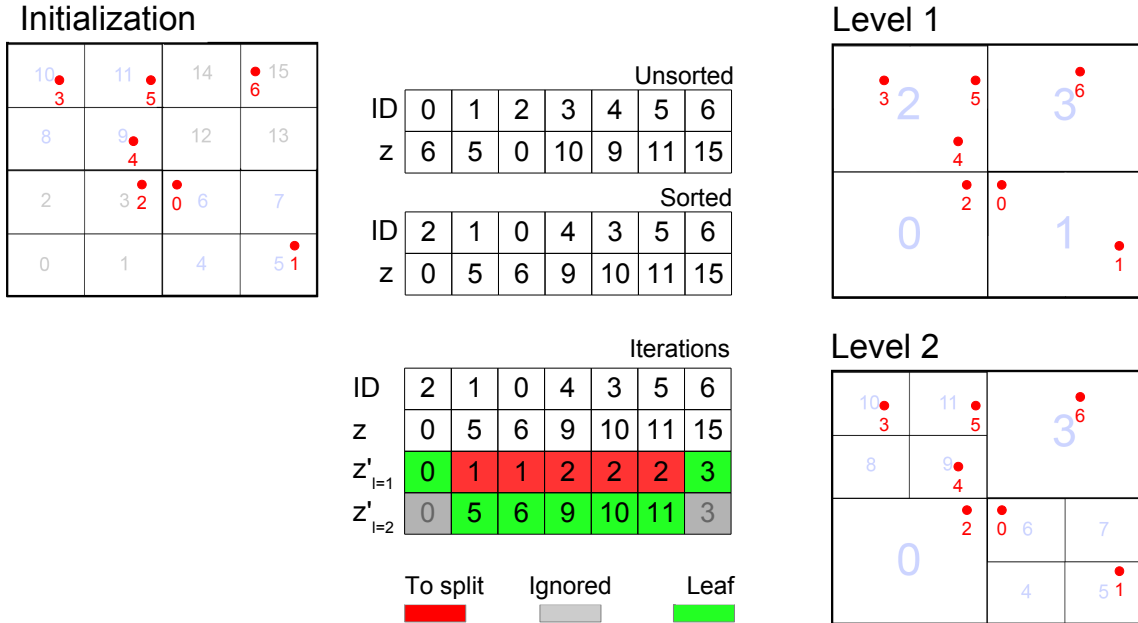 Initialization
10 11 14 15
3 5 6
8 9 12 13
4
2 3 2 0 6 7
0 1 4 5 1
Unsorted
ID 0 1 2 3 4 5 6
z 6 5 0 10 9 11 15
Sorted
ID 2 1 0 4 3 5 6
z 0 5 6 9 10 11 15
Iterations
ID 2 1 0 4 3 5 6
z 0 5 6 9 10 11 15
z'l=1 0 1 1 2 2 2 3
z'l=2 0 5 6 9 10 11 3
To split Ignored Leaf
Level 1
3 2 5 3 6
4
2 0
0 1
1
Level 2
10 11 3 6
3 5
8 9
4
2 0 6 7
0
4 5 1